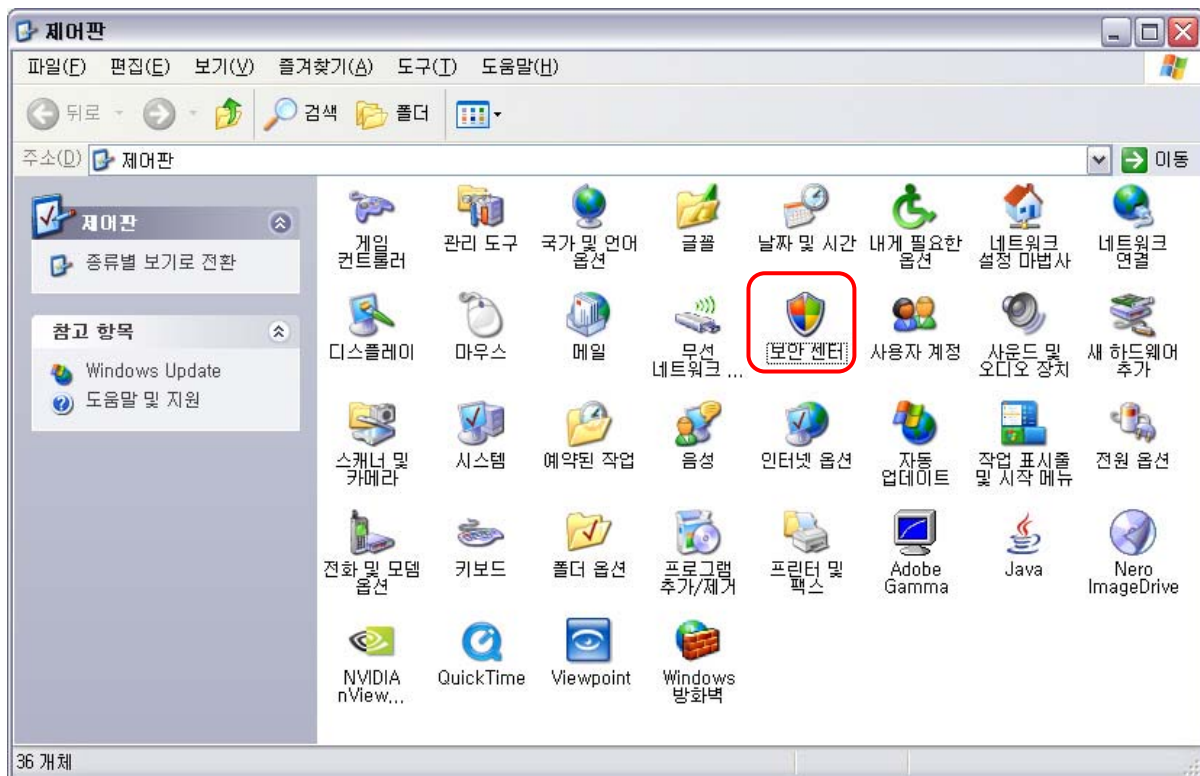 제어판
파일(F) 편집(E) 보기(V) 즐겨찾기(A) 도구(T) 도움말(H)
뒤로 검색 폴더
주소(D) 제어판 이동
제어판
종류별 보기로 전환
참고 항목
Windows Update
도움말 및 지원
게임
컨트롤러
관리 도구
국가 및 언어
옵션
글꼴
날짜 및 시간
내게 필요한
옵션
네트워크
설정 마법사
네트워크
연결
디스플레이
마우스
메일
무선
네트워크 ...
보안 센터
사용자 계정
사운드 및
오디오 장치
새 하드웨어
추가
스캐너 및
카메라
시스템
예약된 작업
음성
인터넷 옵션
자동
업데이트
작업 표시줄
및 시작 메뉴
전원 옵션
전화 및 모뎀
옵션
키보드
폴더 옵션
프로그램
추가/제거
프린터 및
팩스
Adobe
Gamma
Java
Nero
ImageDrive
NVIDIA
nView...
QuickTime
Viewpoint
Windows
방화벽
36 개체